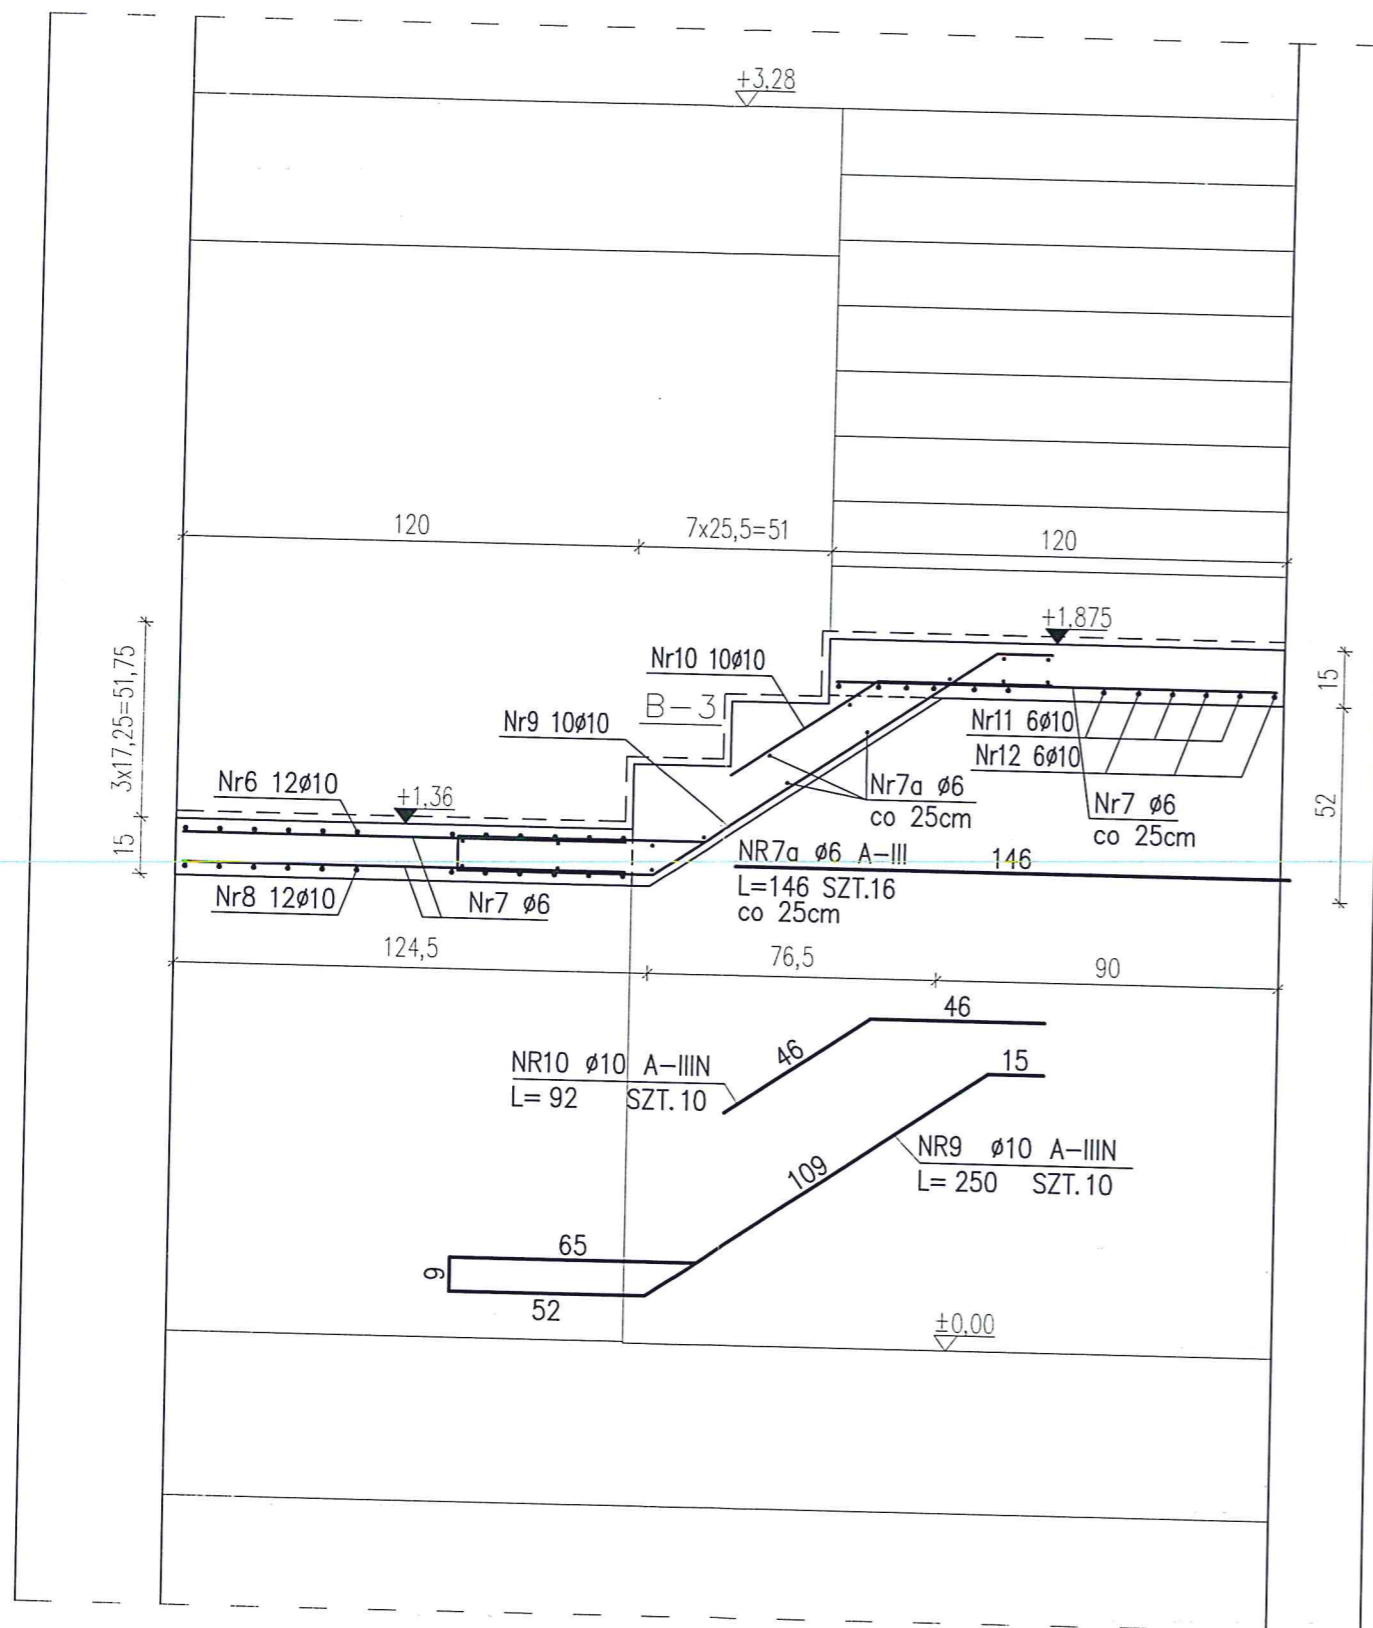 +3,28
120
7x25,5=51
120
3x17,25=51,75
15
+1,875
15
52
Nr10 10ø10
B-3
Nr9 10ø10
Nr11 6ø10
Nr12 6ø10
Nr6 12ø10
+1,36
Nr7a ø6
co 25cm
Nr7 ø6
co 25cm
Nr8 12ø10
Nr7 ø6
NR7a ø6 A-III 146
L=146 SZT.16
co 25cm
124,5
76,5
90
46
46
NR10 ø10 A-IIIN
L= 92 SZT.10
15
109
NR9 ø10 A-IIIN
L= 250 SZT.10
65
9
52
±0,00